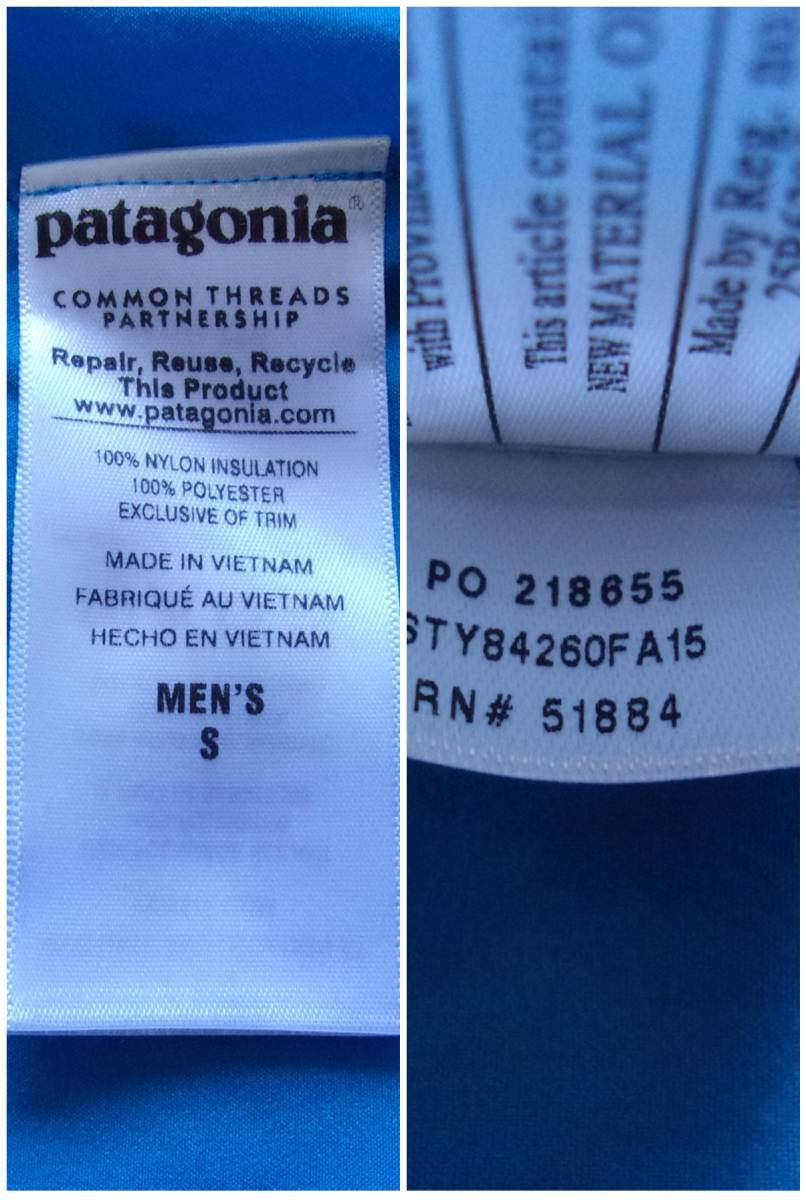 patagonia®
COMMON THREADS
PARTNERSHIP
Repair, Reuse, Recycle
This Product
www.patagonia.com
100% NYLON INSULATION
100% POLYESTER
EXCLUSIVE OF TRIM
MADE IN VIETNAM
FABRIQUÉ AU VIETNAM
HECHO EN VIETNAM
MEN'S
S
with
This article
NEW MATERIAL
Made by Reg.
PO 218655
STY84260FA15
RN# 51884